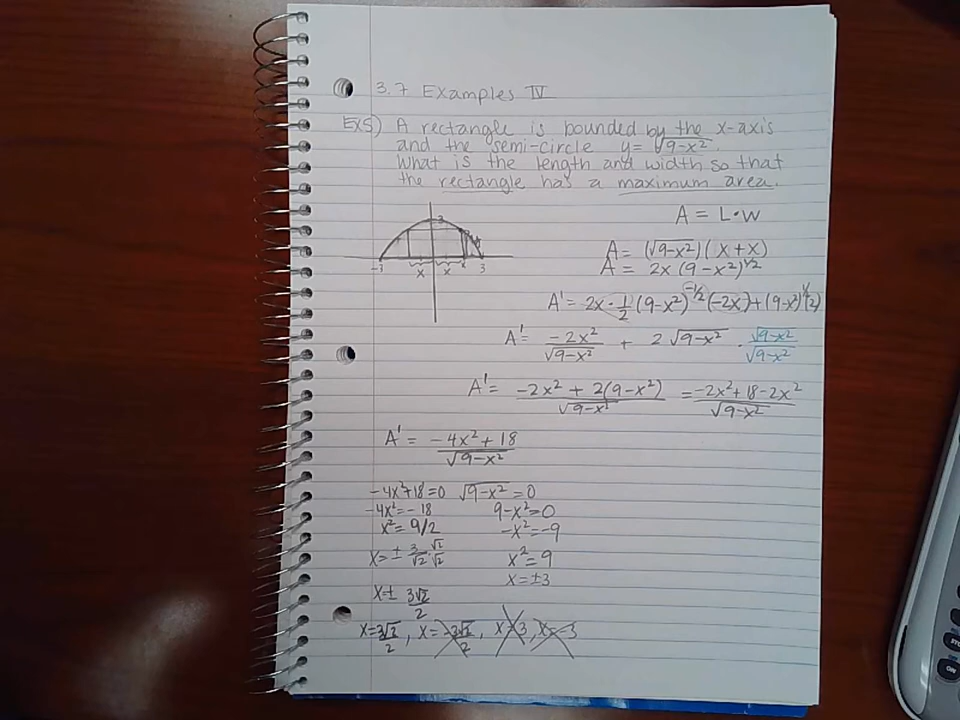 3.7 Examples IV
EX5) A rectangle is bounded by the x-axis
and the semi-circle y = √9-x².
What is the length and width so that
the rectangle has a maximum area.
A = L·W
3
-3 x x x 3
A = (√9-x²)(x+x)
A = 2x(9-x²)^1/2
A' = 2x · 1/2 (9-x²)^-1/2 (-2x) + (9-x²)^1/2 (2)
A' = -2x²/√9-x² + 2√9-x² · √9-x²/√9-x²
A' = -2x² + 2(9-x²)/√9-x² = -2x²+18-2x²/√9-x²
A' = -4x²+18/√9-x²
-4x²+18=0 √9-x² = 0
-4x²=-18 9-x²=0
x²=9/2 -x²=-9
x=± 3/√2 · √2/√2 x²=9
x=±3
x± 3√2/2
x=3√2/2, x=-3√2/2, x=3, x=-3